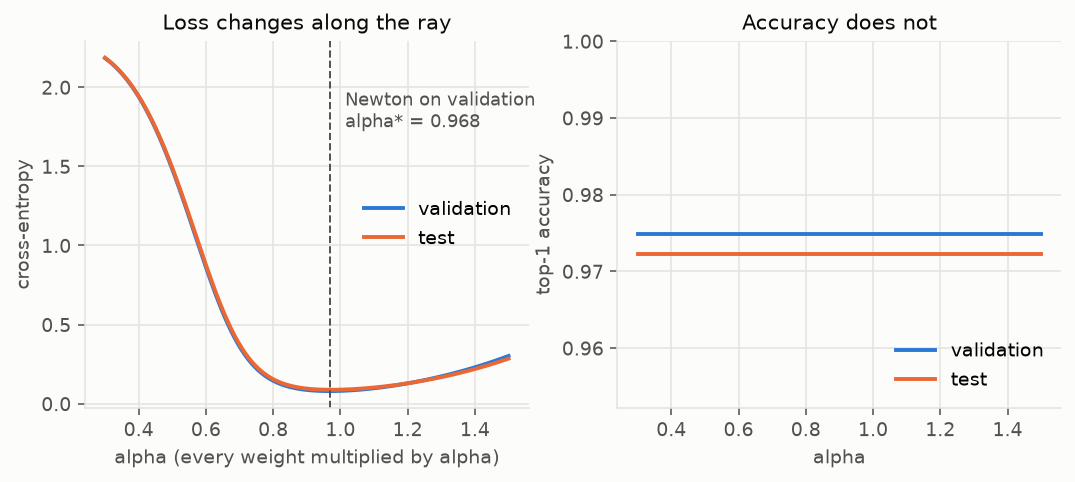 Loss changes along the ray
cross-entropy
2.0
1.5
1.0
0.5
0.0
0.4 0.6 0.8 1.0 1.2 1.4
alpha (every weight multiplied by alpha)
Newton on validation
alpha* = 0.968
validation
test
Accuracy does not
top-1 accuracy
1.00
0.99
0.98
0.97
0.96
0.4 0.6 0.8 1.0 1.2 1.4
alpha
validation
test